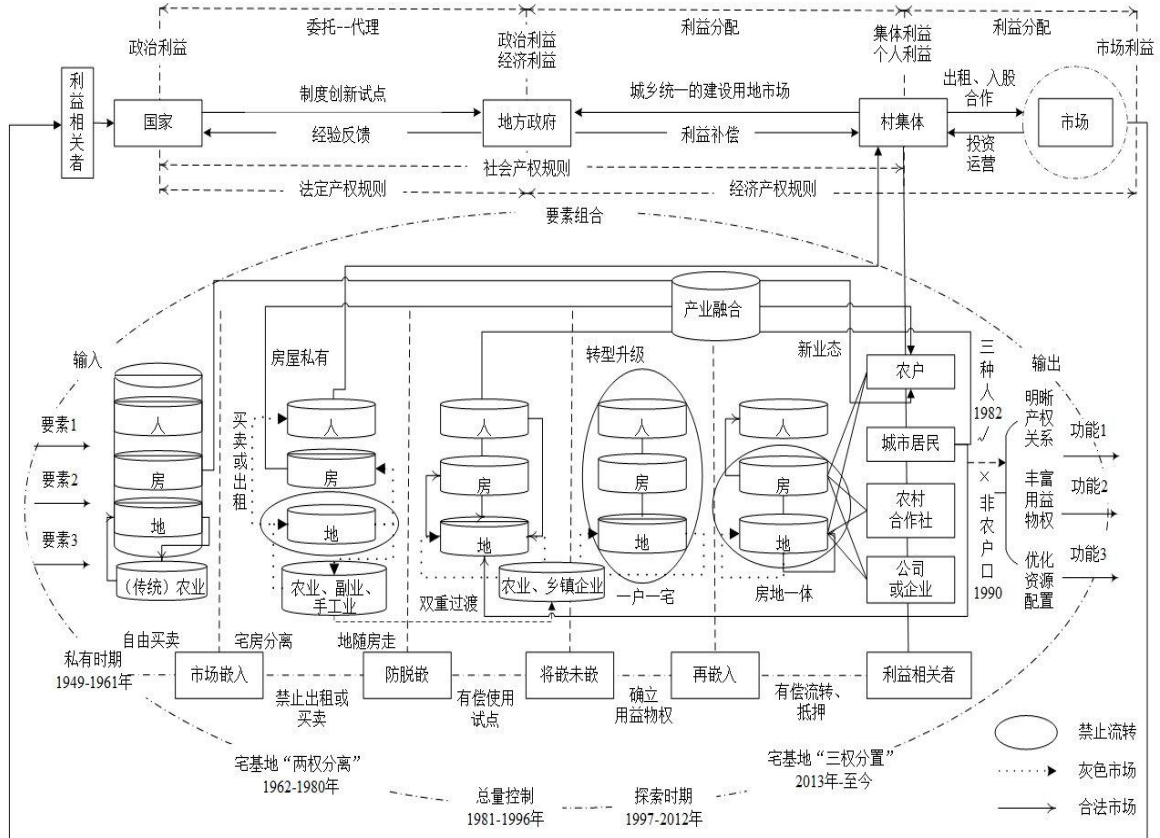 委托--代理
利益分配
利益分配
政治利益
政治利益
经济利益
集体利益
个人利益
市场利益
利益相关者
国家
制度创新试点
经验反馈
地方政府
城乡统一的建设用地市场
利益补偿
村集体
出租、入股
合作
投资
运营
市场
社会产权规则
法定产权规则
经济产权规则
要素组合
产业融合
输入
房屋私有
转型升级
新业态
三种人
1982
√
输出
要素1
要素2
要素3
人
房
地
（传统）农业
买卖或出租
人
房
地
农业、副业、
手工业
人
房
地
双重过渡
农业、乡镇企业
人
房
地
一户一宅
人
房
地
房地一体
农户
城市居民
农村
合作社
公司
或企业
×
非农户口
1990
明晰
产权
关系
丰富
用益
物权
优化
资源
配置
功能1
功能2
功能3
自由买卖
宅房分离
地随房走
私有时期
1949-1961年
市场嵌入
防脱嵌
将嵌未嵌
再嵌入
利益相关者
禁止出租或
买卖
有偿使用
试点
确立
用益物权
有偿流转、
抵押
宅基地“两权分离”
1962-1980年
总量控制
1981-1996年
探索时期
1997-2012年
宅基地“三权分置”
2013年-至今
禁止流转
灰色市场
合法市场